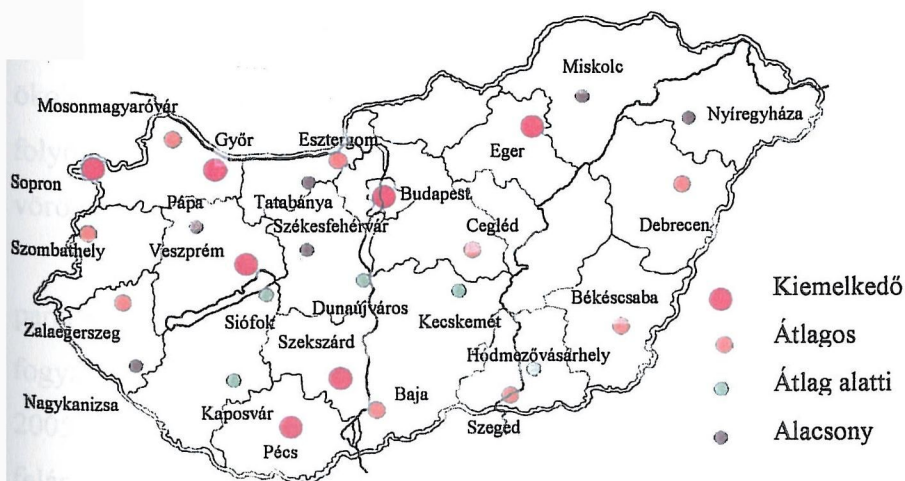 Miskolc
Mosonmagyaróvár
Nyíregyháza
Győr
Esztergom
Eger
Sopron
Pápa
Tatabánya
Budapest
Székesfehérvár
Cegléd
Debrecen
Szombathely
Veszprém
Kiemelkedő
Dunaújváros
Békéscsaba
Siófok
Kecskemét
Zalaegerszeg
Átlagos
Szekszárd
Hódmezővásárhely
Átlag alatti
Nagykanizsa
Kaposvár
Baja
Szeged
Alacsony
Pécs